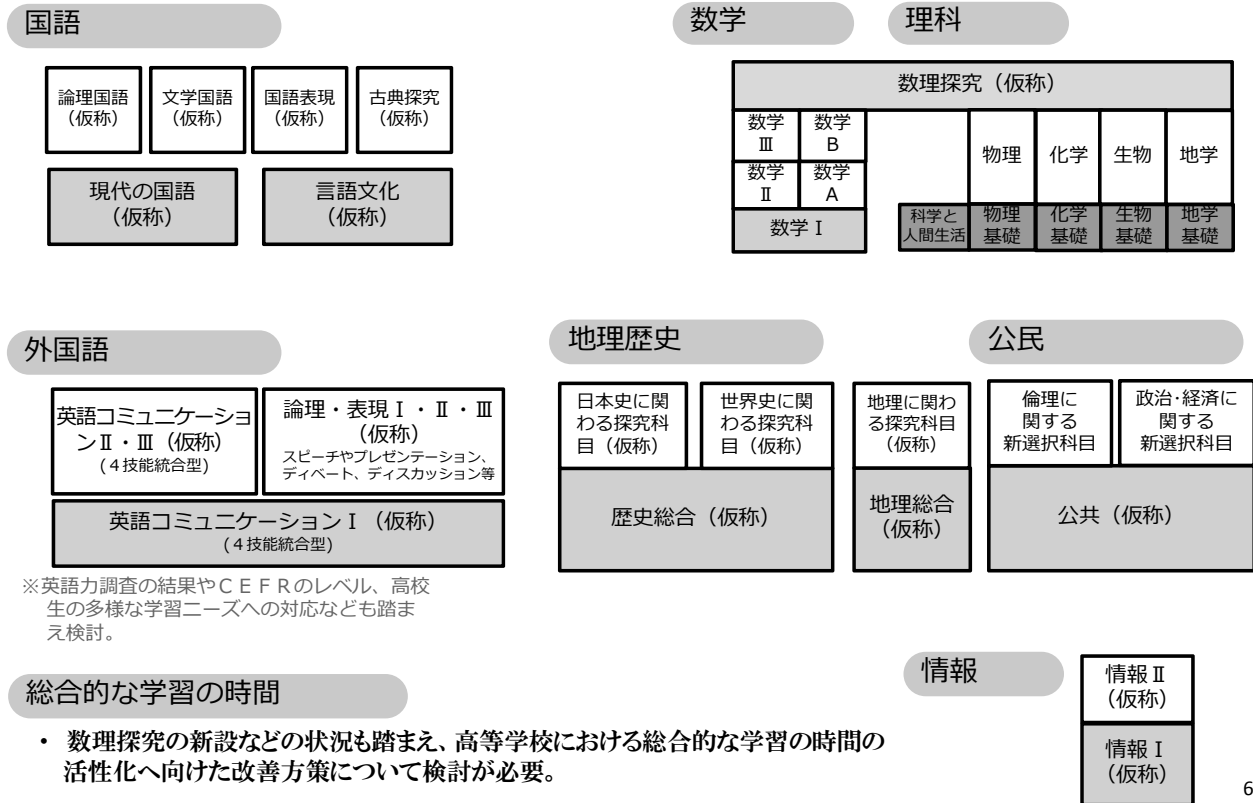 国語
論理国語
（仮称）
文学国語
（仮称）
国語表現
（仮称）
古典探究
（仮称）
現代の国語
（仮称）
言語文化
（仮称）
数学
理科
数理探究（仮称）
数学
Ⅲ
数学
B
数学
Ⅱ
数学
A
数学Ⅰ
物理
化学
生物
地学
科学と
人間生活
物理
基礎
化学
基礎
生物
基礎
地学
基礎
外国語
英語コミュニケーショ
ンⅡ・Ⅲ（仮称）
(４技能統合型)
論理・表現Ⅰ・Ⅱ・Ⅲ
（仮称）
スピーチやプレゼンテーション、
ディベート、ディスカッション等
英語コミュニケーションⅠ（仮称）
(４技能統合型)
※英語力調査の結果やＣＥＦＲのレベル、高校
生の多様な学習ニーズへの対応なども踏ま
え検討。
地理歴史
日本史に関
わる探究科
目（仮称）
世界史に関
わる探究科
目（仮称）
地理に関わ
る探究科目
（仮称）
歴史総合（仮称）
地理総合
（仮称）
公民
倫理に
関する
新選択科目
政治･経済に
関する
新選択科目
公共（仮称）
総合的な学習の時間
・ 数理探究の新設などの状況も踏まえ、高等学校における総合的な学習の時間の
活性化へ向けた改善方策について検討が必要。
情報
情報Ⅱ
（仮称）
情報Ⅰ
（仮称）
6